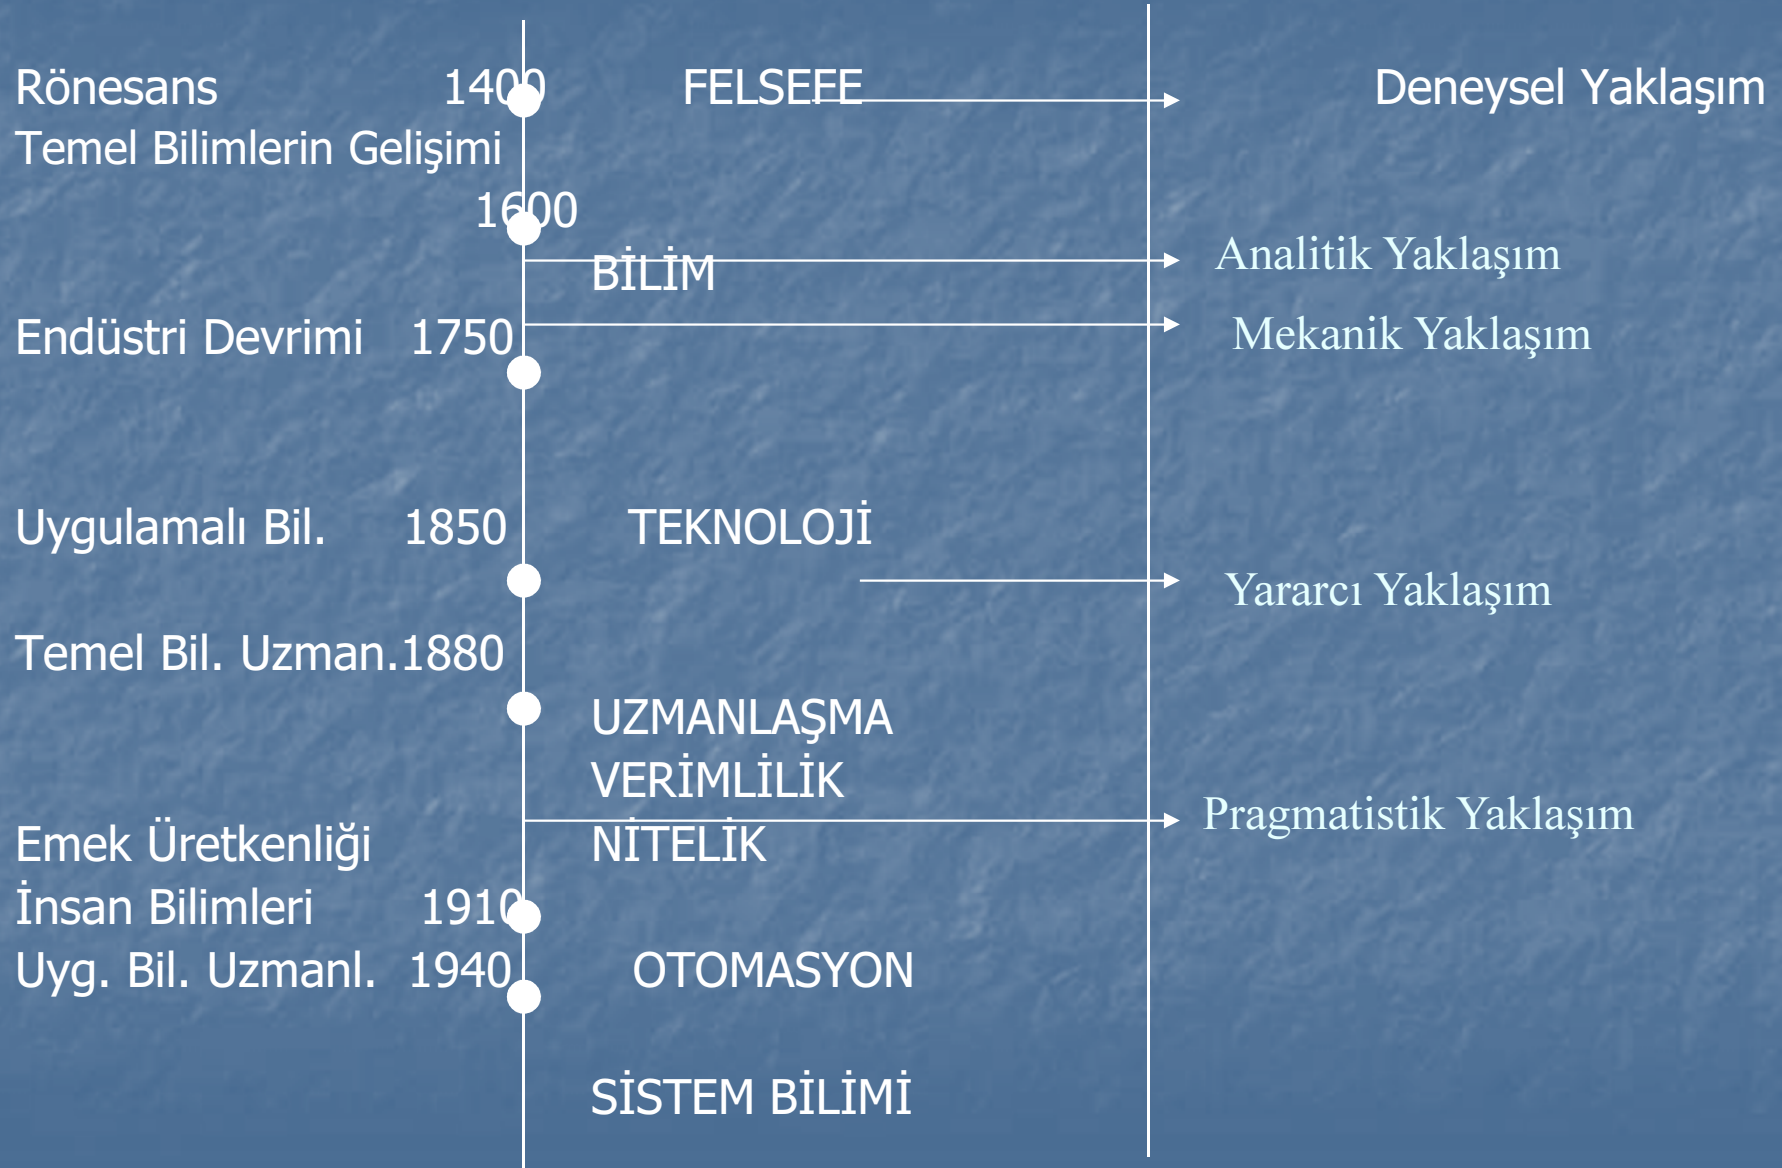 Rönesans 1400 FELSEFE Deneysel Yaklaşım
Temel Bilimlerin Gelişimi
1600
BİLİM Analitik Yaklaşım
Endüstri Devrimi 1750 Mekanik Yaklaşım
Uygulamalı Bil. 1850 TEKNOLOJİ
Yararcı Yaklaşım
Temel Bil. Uzman.1880
UZMANLAŞMA
VERİMLİLİK
Pragmatistik Yaklaşım
Emek Üretkenliği NİTELİK
İnsan Bilimleri 1910
Uyg. Bil. Uzmanl. 1940 OTOMASYON
SİSTEM BİLİMİ